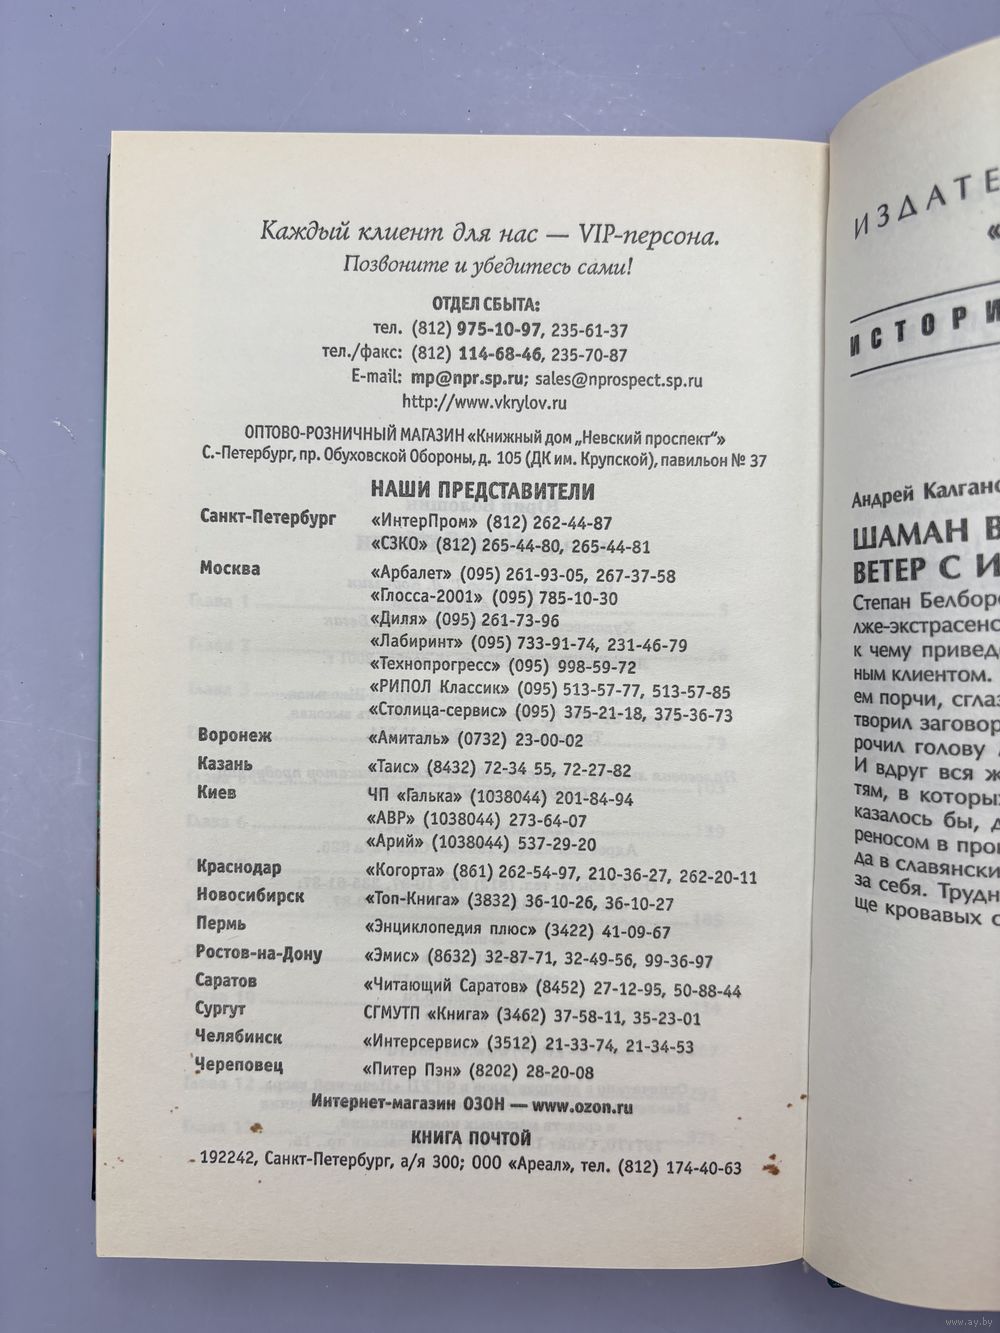 Каждый клиент для нас — VIP-персона.
Позвоните и убедитесь сами!
ОТДЕЛ СБЫТА:
тел. (812) 975-10-97, 235-61-37
тел./факс: (812) 114-68-46, 235-70-87
E-mail: mp@npr.sp.ru; sales@nprospect.sp.ru
http://www.vkrylov.ru
ОПТОВО-РОЗНИЧНЫЙ МАГАЗИН «Книжный дом „Невский проспект“»
С.-Петербург, пр. Обуховской Обороны, д. 105 (ДК им. Крупской), павильон № 37
НАШИ ПРЕДСТАВИТЕЛИ
Санкт-Петербург «ИнтерПром» (812) 262-44-87
«СЗКО» (812) 265-44-80, 265-44-81
Москва «Арбалет» (095) 261-93-05, 267-37-58
«Глосса-2001» (095) 785-10-30
«Диля» (095) 261-73-96
«Лабиринт» (095) 733-91-74, 231-46-79
«Технопрогресс» (095) 998-59-72
«РИПОЛ Классик» (095) 513-57-77, 513-57-85
«Столица-сервис» (095) 375-21-18, 375-36-73
Воронеж «Амиталь» (0732) 23-00-02
Казань «Таис» (8432) 72-34 55, 72-27-82
Киев ЧП «Галька» (1038044) 201-84-94
«АВР» (1038044) 273-64-07
«Арий» (1038044) 537-29-20
Краснодар «Когорта» (861) 262-54-97, 210-36-27, 262-20-11
Новосибирск «Топ-Книга» (3832) 36-10-26, 36-10-27
Пермь «Энциклопедия плюс» (3422) 41-09-67
Ростов-на-Дону «Эмис» (8632) 32-87-71, 32-49-56, 99-36-97
Саратов «Читающий Саратов» (8452) 27-12-95, 50-88-44
Сургут СГМУТП «Книга» (3462) 37-58-11, 35-23-01
Челябинск «Интерсервис» (3512) 21-33-74, 21-34-53
Череповец «Питер Пэн» (8202) 28-20-08
Интернет-магазин ОЗОН — www.ozon.ru
КНИГА ПОЧТОЙ
192242, Санкт-Петербург, а/я 300; ООО «Ареал», тел. (812) 174-40-63
ИЗДАТЕ
«
ИСТОРИ
Андрей Калган
ШАМАН В
ВЕТЕР С И
Степан Белбор
лже-экстрасенс
к чему привед
ным клиентом.
ем порчи, сглаз
творил заговор
рочил голову
И вдруг вся ж
тям, в которых
казалось бы, д
реносом в про
да в славянски
за себя. Трудн
ще кровавых с
www.ay.by